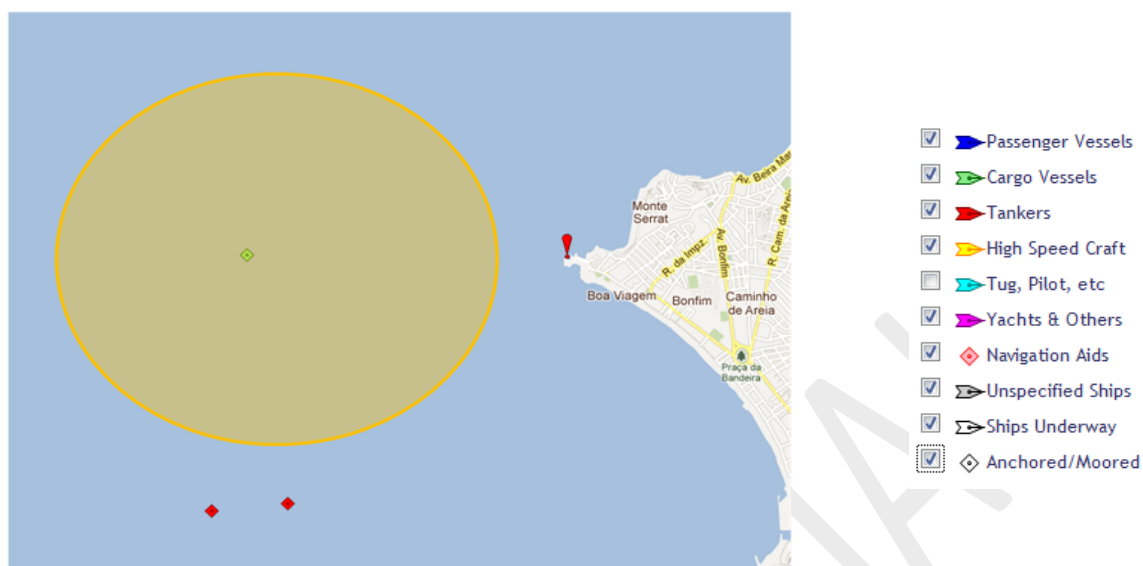 Av. Beira Mar
Monte
Serrat
R. da Impz.
Av. Bonfim
R. Cam. da Areia
Boa Viagem
Bonfim
Caminho
de Areia
Praça da
Bandeira
Passenger Vessels
Cargo Vessels
Tankers
High Speed Craft
Tug, Pilot, etc
Yachts & Others
Navigation Aids
Unspecified Ships
Ships Underway
Anchored/Moored